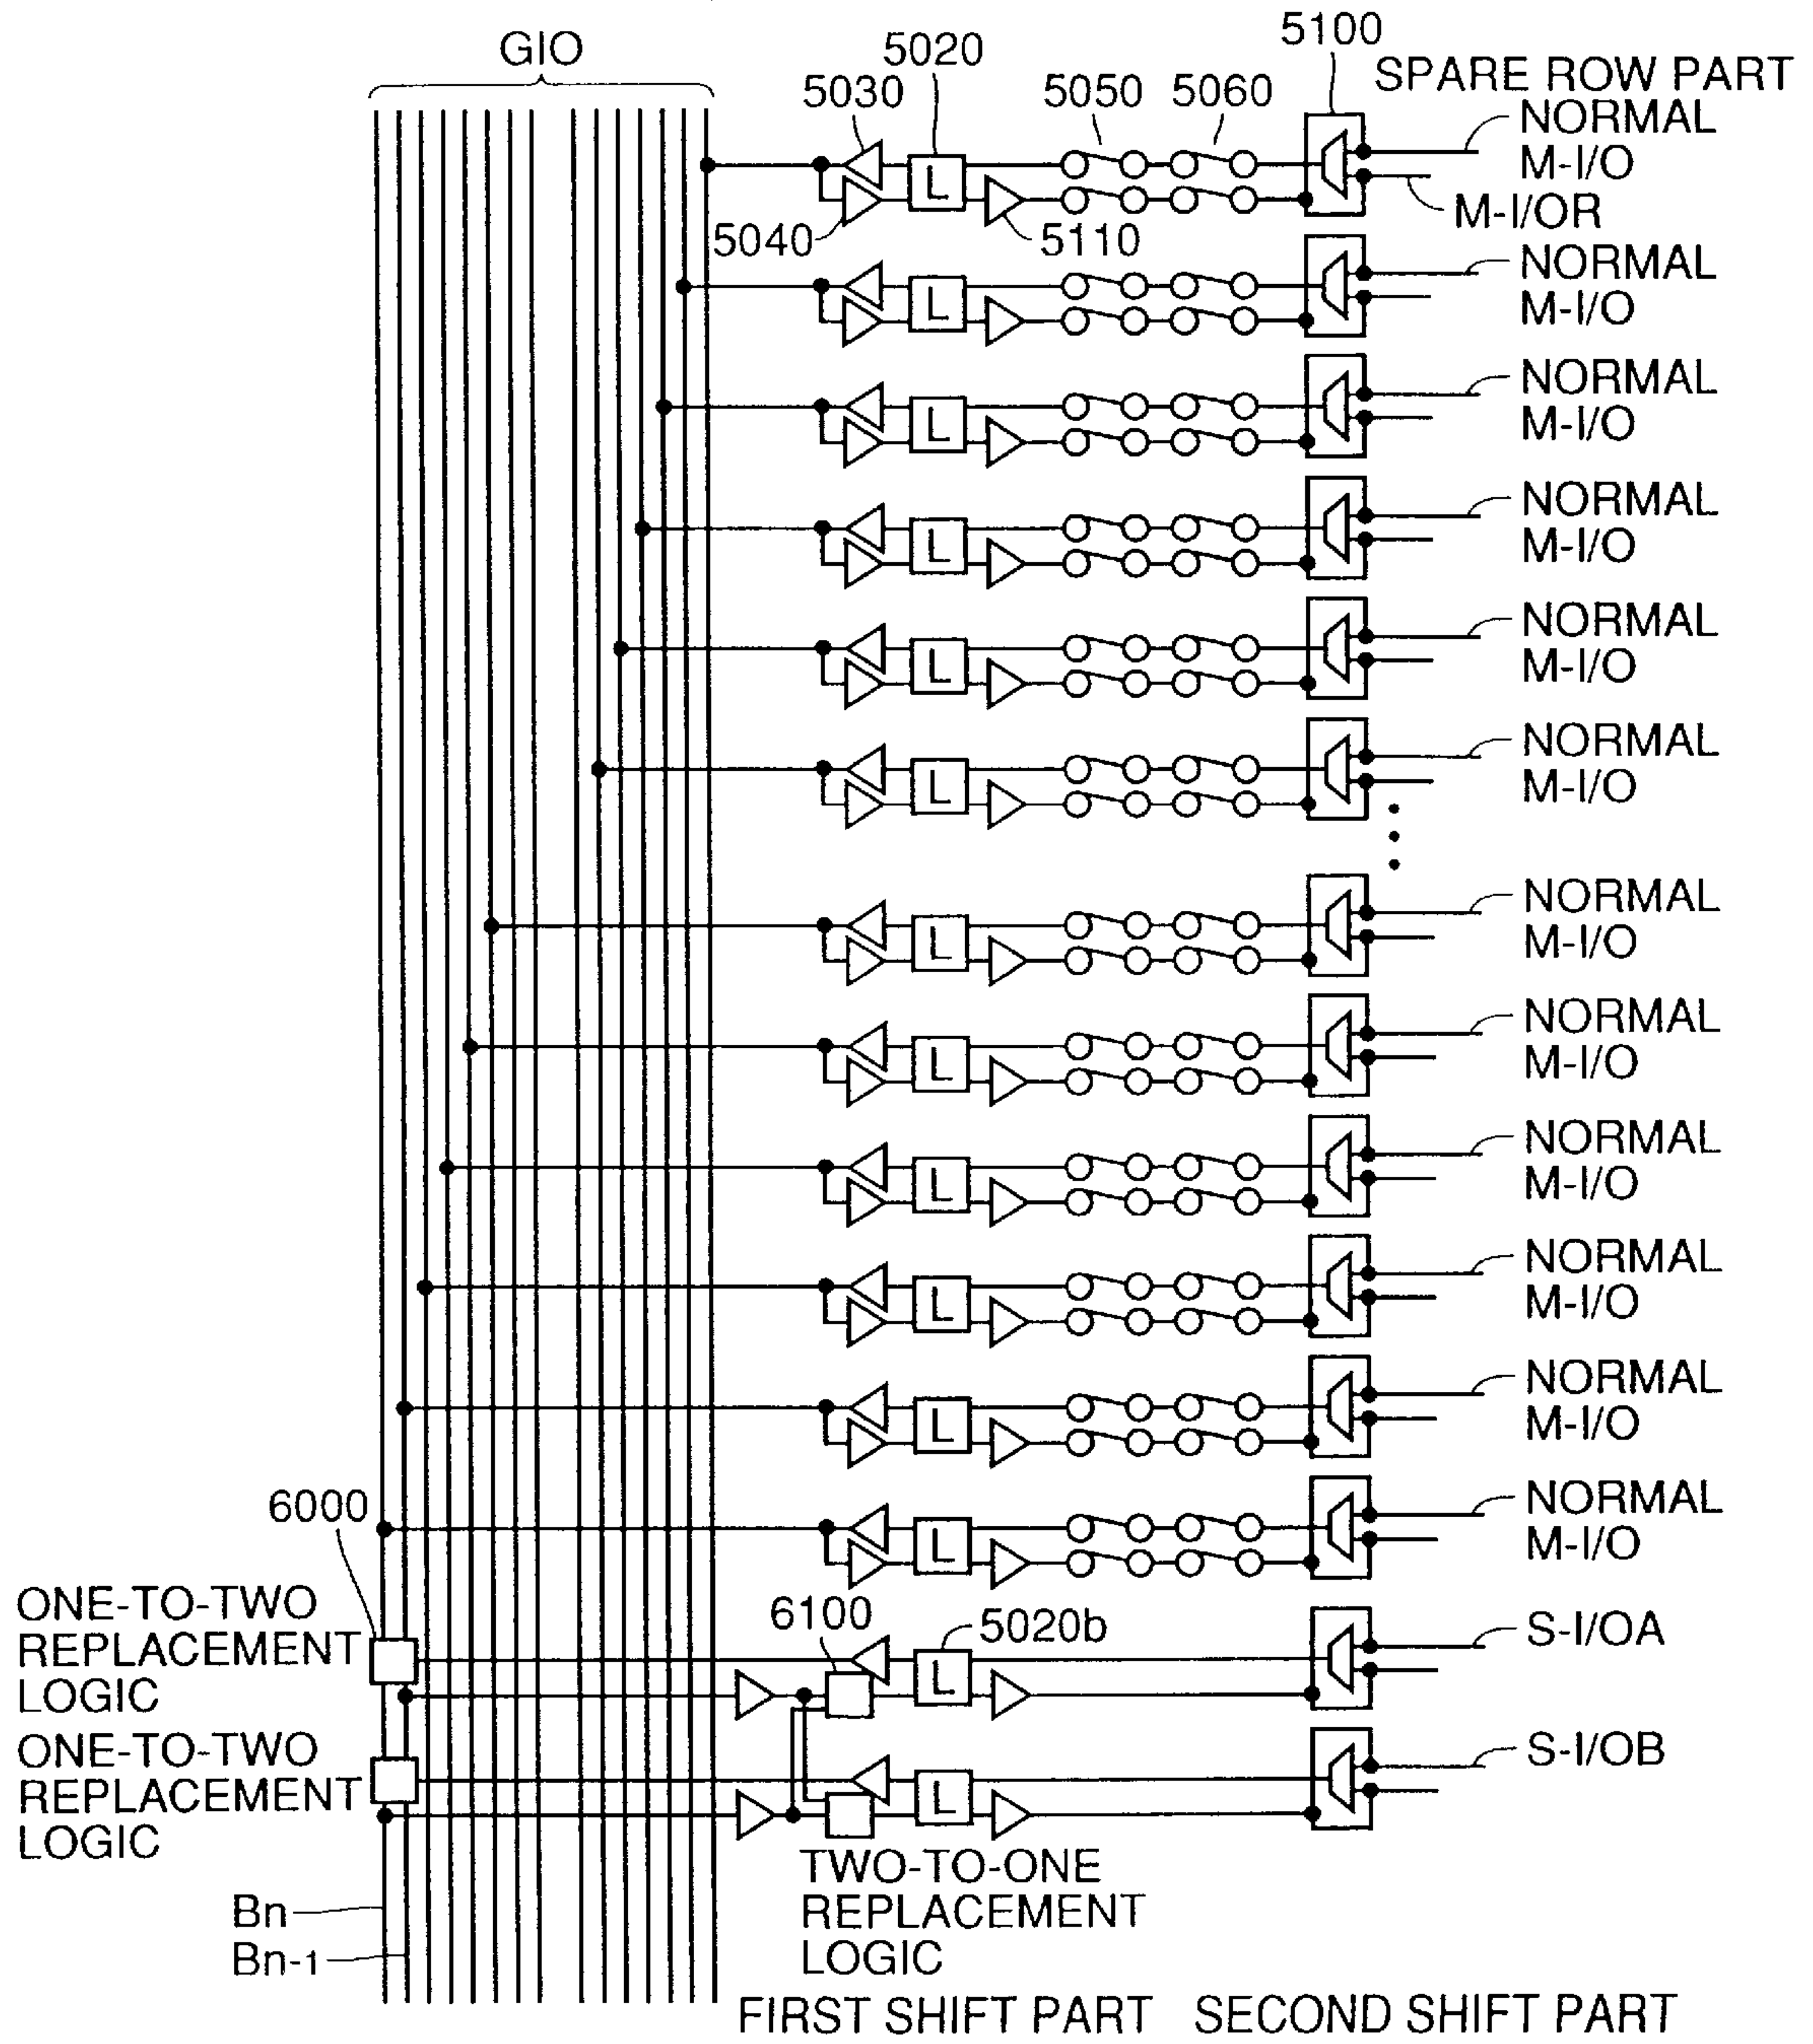 GIO
5020
5100
5030
5050
5060
SPARE ROW PART
NORMAL
M-I/O
M-I/OR
5040
5110
NORMAL
M-I/O
L
L
NORMAL
M-I/O
L
NORMAL
M-I/O
L
NORMAL
M-I/O
L
NORMAL
M-I/O
L
NORMAL
M-I/O
L
NORMAL
M-I/O
L
NORMAL
M-I/O
L
NORMAL
M-I/O
L
NORMAL
M-I/O
L
NORMAL
M-I/O
L
6000
ONE-TO-TWO
REPLACEMENT
LOGIC
6100
5020b
L
S-I/OA
ONE-TO-TWO
REPLACEMENT
LOGIC
L
S-I/OB
TWO-TO-ONE
REPLACEMENT
LOGIC
Bn
Bn-1
FIRST SHIFT PART
SECOND SHIFT PART